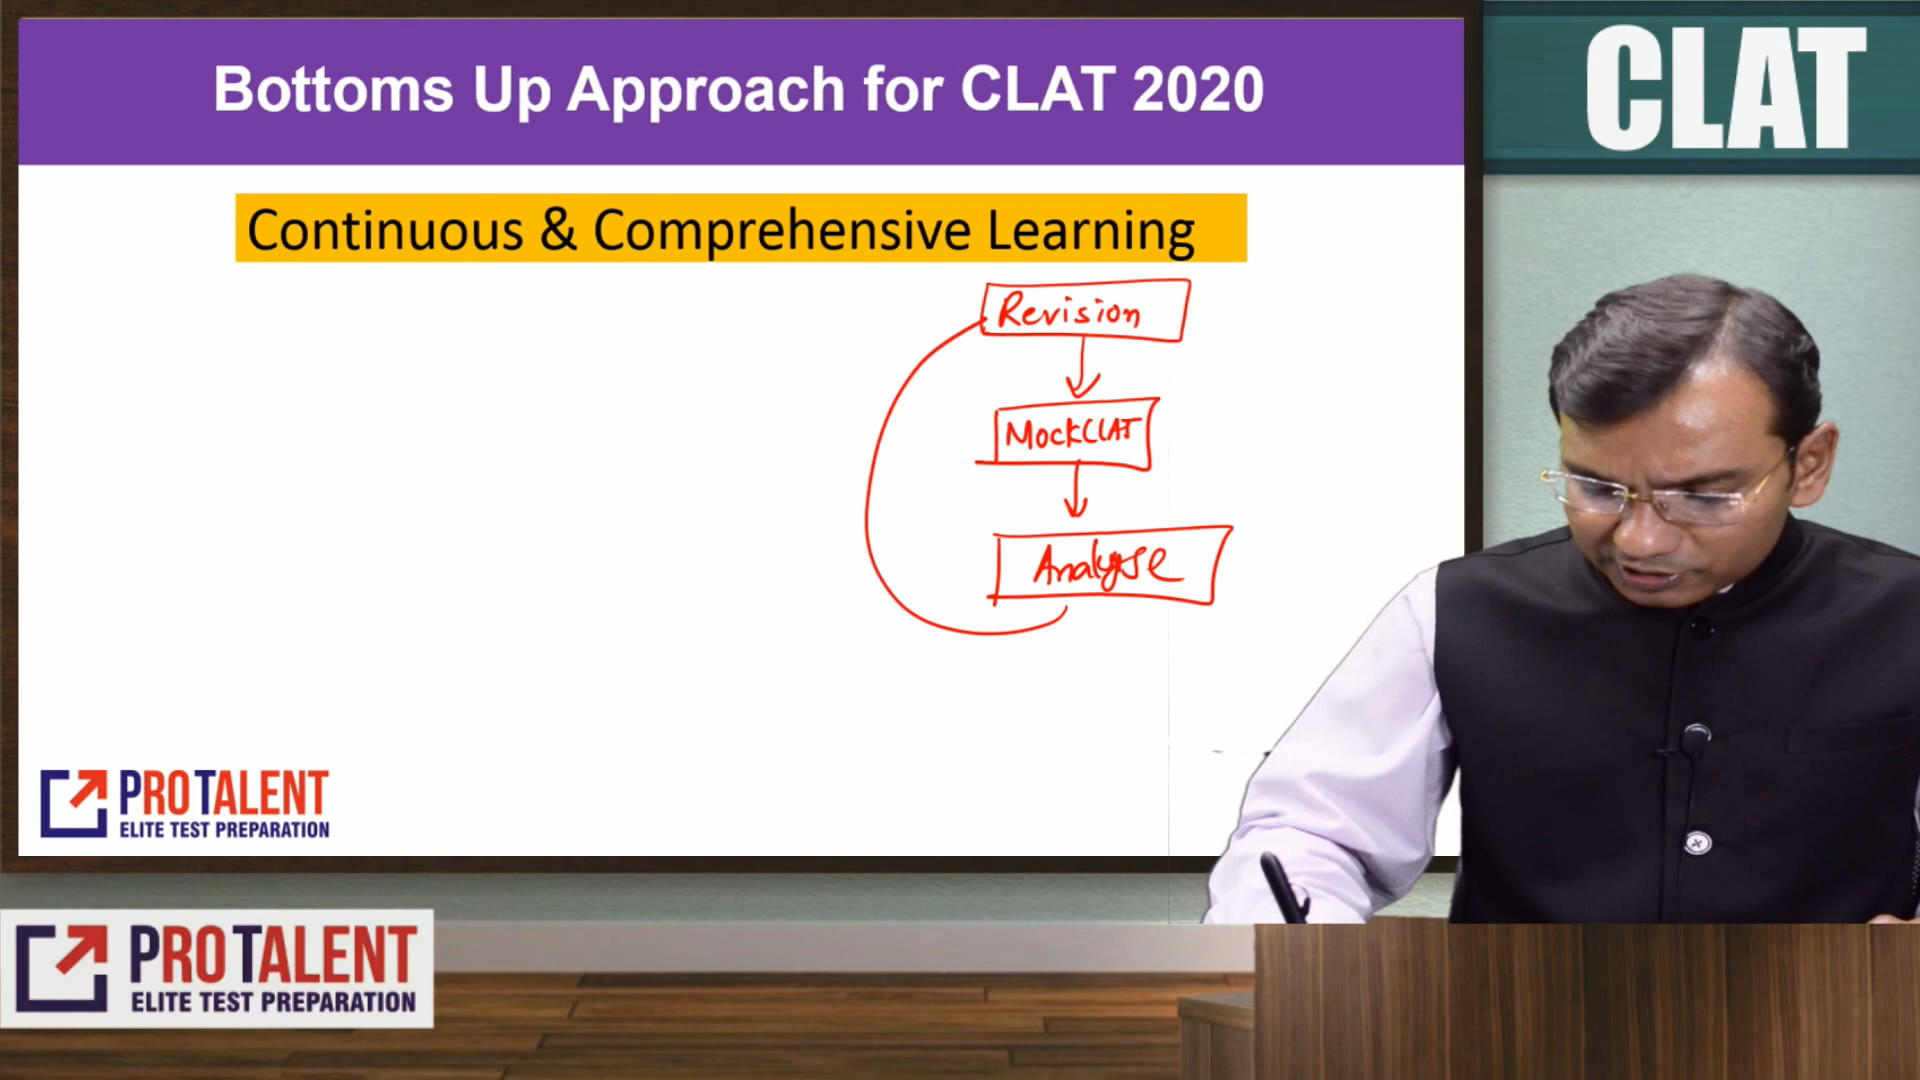 Bottoms Up Approach for CLAT 2020
CLAT
Continuous & Comprehensive Learning
Revision
MockCLAT
Analyse
PROTALENT
ELITE TEST PREPARATION
PROTALENT
ELITE TEST PREPARATION